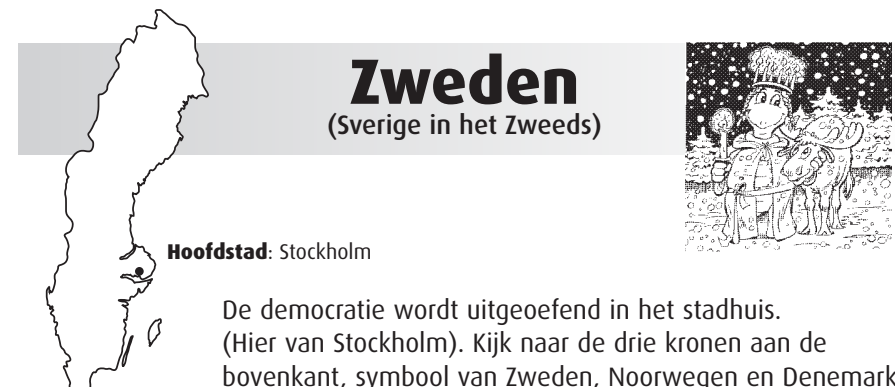 Zweden
(Sverige in het Zweeds)
Hoofdstad: Stockholm
De democratie wordt uitgeoefend in het stadhuis.
(Hier van Stockholm). Kijk naar de drie kronen aan de
bovenkant, symbool van Zweden, Noorwegen en Denemark